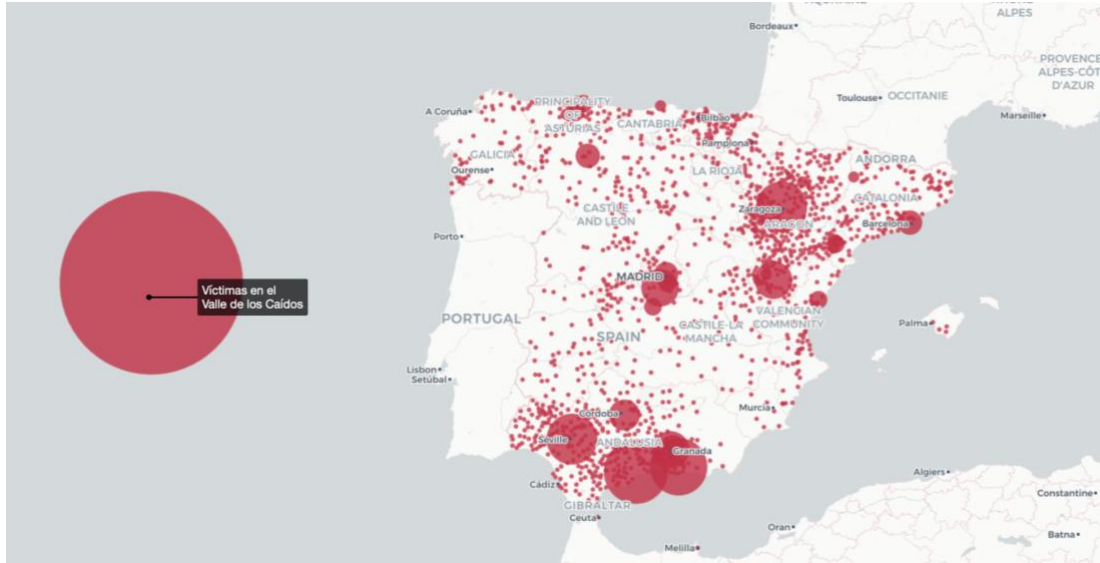 AQUITAINE
RHÔNE
ALPES
Bordeaux
PROVENCE
ALPES-CÔT
D'AZUR
Toulouse
OCCITANIE
Marseille
A Coruña
PRINCIPALITY
OF
ASTURIAS
CANTABRIA
Bilbao
Pamplona
GALICIA
Ourense
LA RIOJA
ANDORRA
CATALONIA
CASTILE
AND LEÓN
Zaragoza
ARAGON
Barcelona
Porto
MADRID
Víctimas en el
Valle de los Caídos
PORTUGAL
VALENCIAN
COMMUNITY
CASTILE-LA
MANCHA
SPAIN
Palma
Lisbon
Setúbal
Murcia
Córdoba
Seville
ANDALUSIA
Granada
Cádiz
GIBRALTAR
Ceuta
Algiers
Constantine
Oran
Batna
Melilla